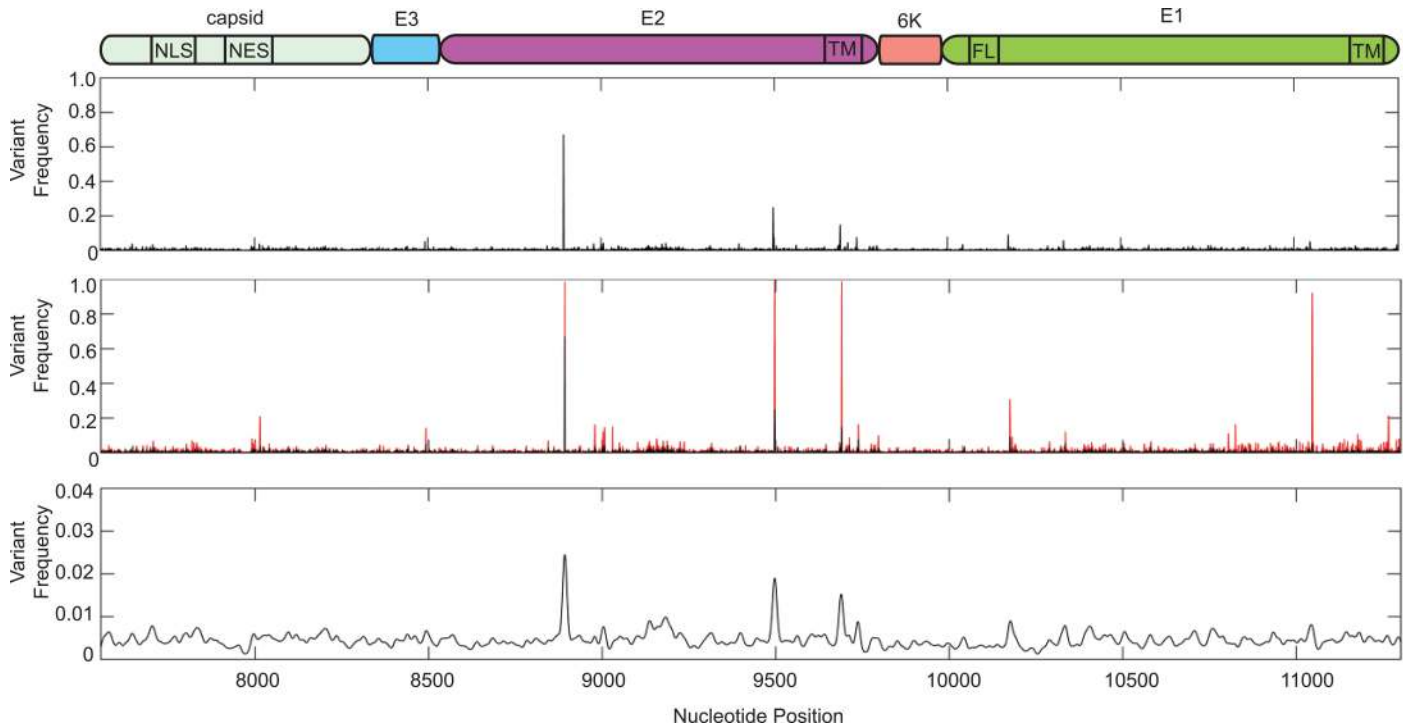 capsid E3 E2 6K E1
NLS NES TM FL TM
1.0
0.8
0.6
0.4
0.2
0
Variant
Frequency
1.0
0.8
0.6
0.4
0.2
0
Variant
Frequency
0.04
0.03
0.02
0.01
0
Variant
Frequency
8000 8500 9000 9500 10000 10500 11000
Nucleotide Position